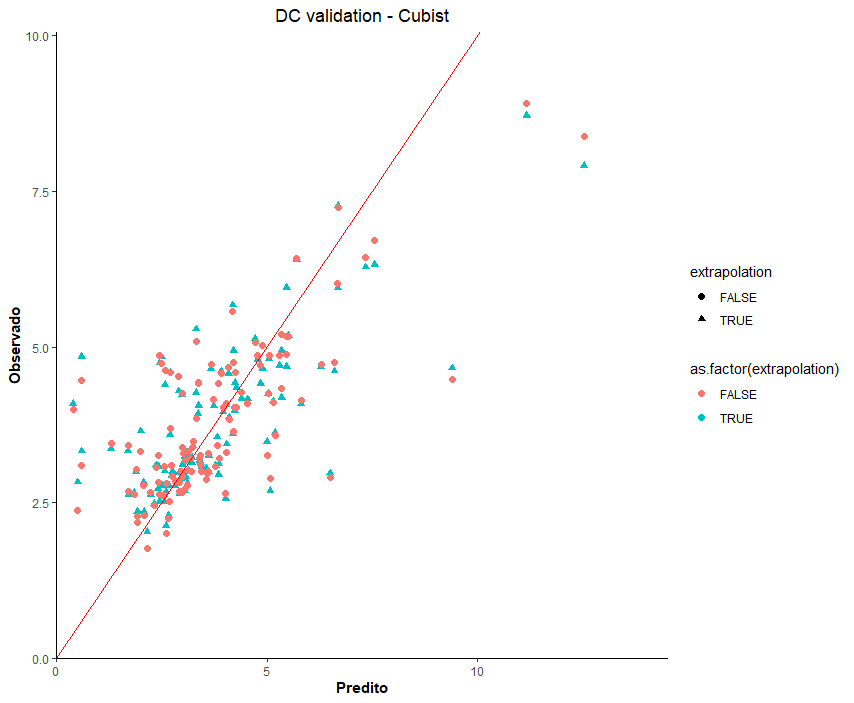 DC validation - Cubist
10.0
7.5
5.0
2.5
0.0
Observado
0
5
10
Predito
extrapolation
FALSE
TRUE
as.factor(extrapolation)
FALSE
TRUE